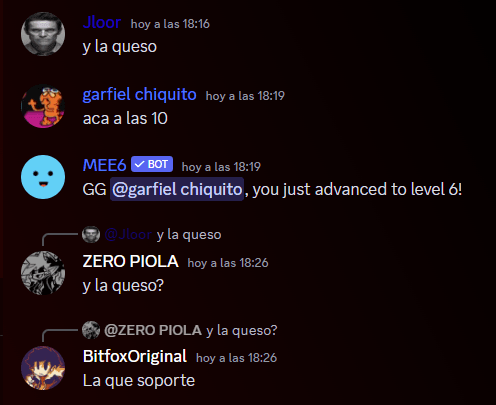 Jloor hoy a las 18:16
y la queso
garfiel chiquito hoy a las 18:19
aca a las 10
MEE6 ✓ BOT hoy a las 18:19
GG @garfiel chiquito, you just advanced to level 6!
@Jloor y la queso
ZERO PIOLA hoy a las 18:26
y la queso?
@ZERO PIOLA y la queso?
BitfoxOriginal hoy a las 18:26
La que soporte